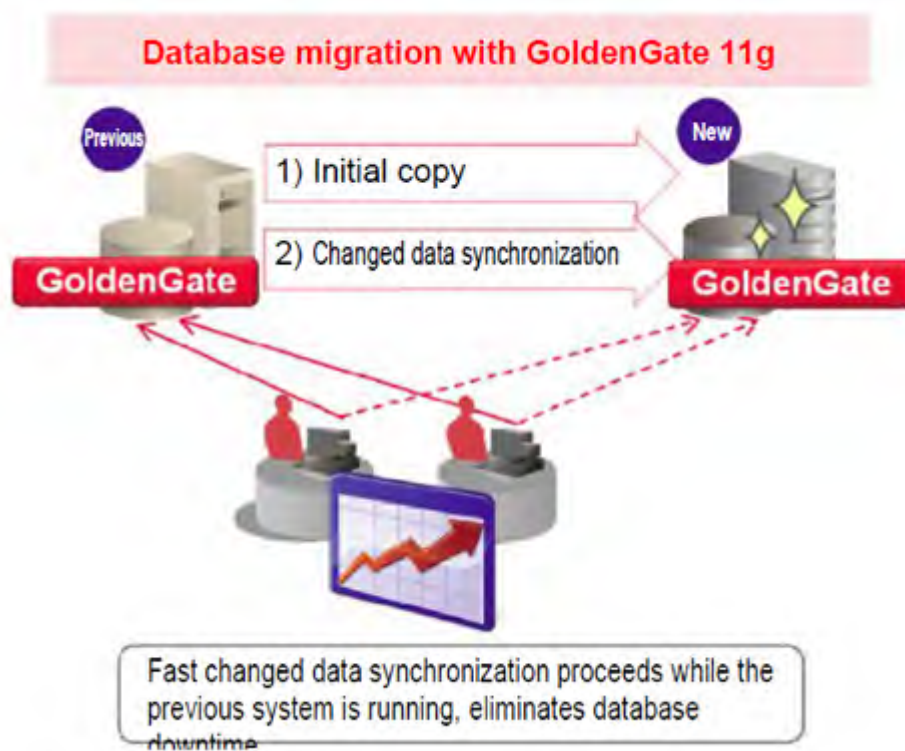 Database migration with GoldenGate 11g
Previous
New
1) Initial copy
2) Changed data synchronization
GoldenGate
GoldenGate
Fast changed data synchronization proceeds while the
previous system is running, eliminates database
downtime